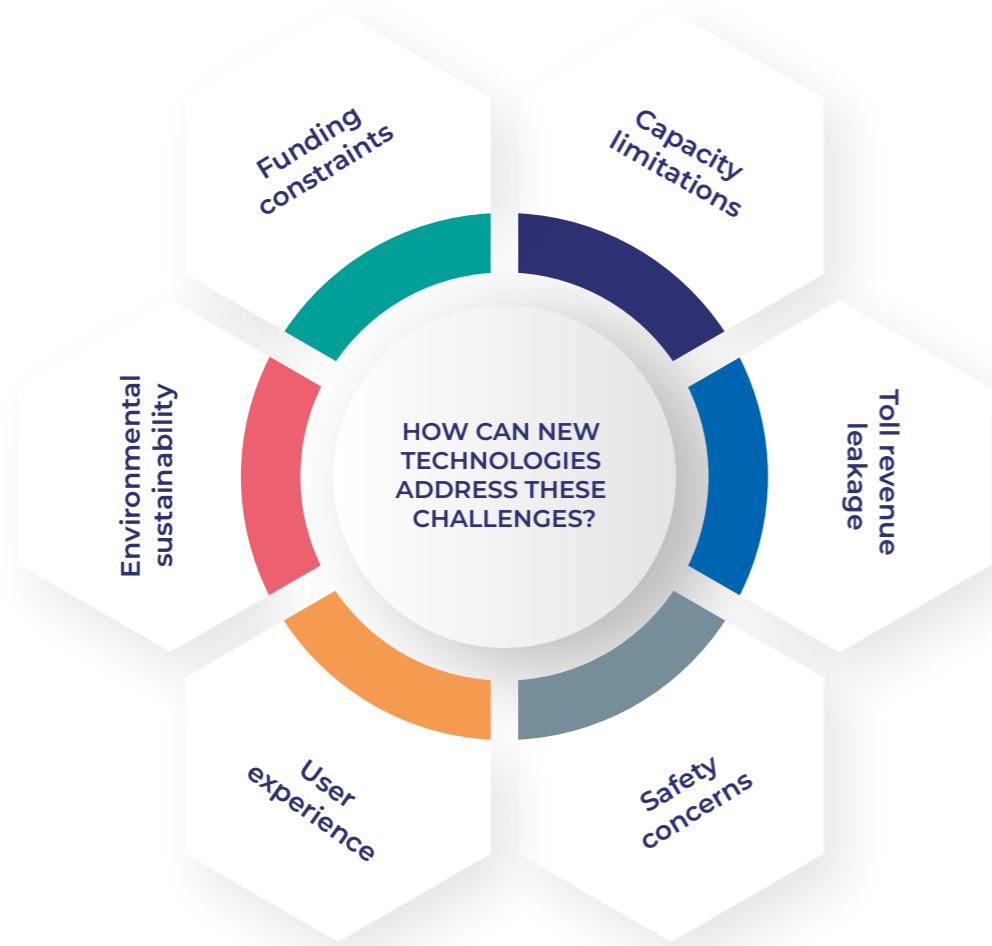 Funding
constraints
Capacity
limitations
Environmental
sustainability
HOW CAN NEW
TECHNOLOGIES
ADDRESS THESE
CHALLENGES?
Toll revenue
leakage
User
experience
Safety
concerns